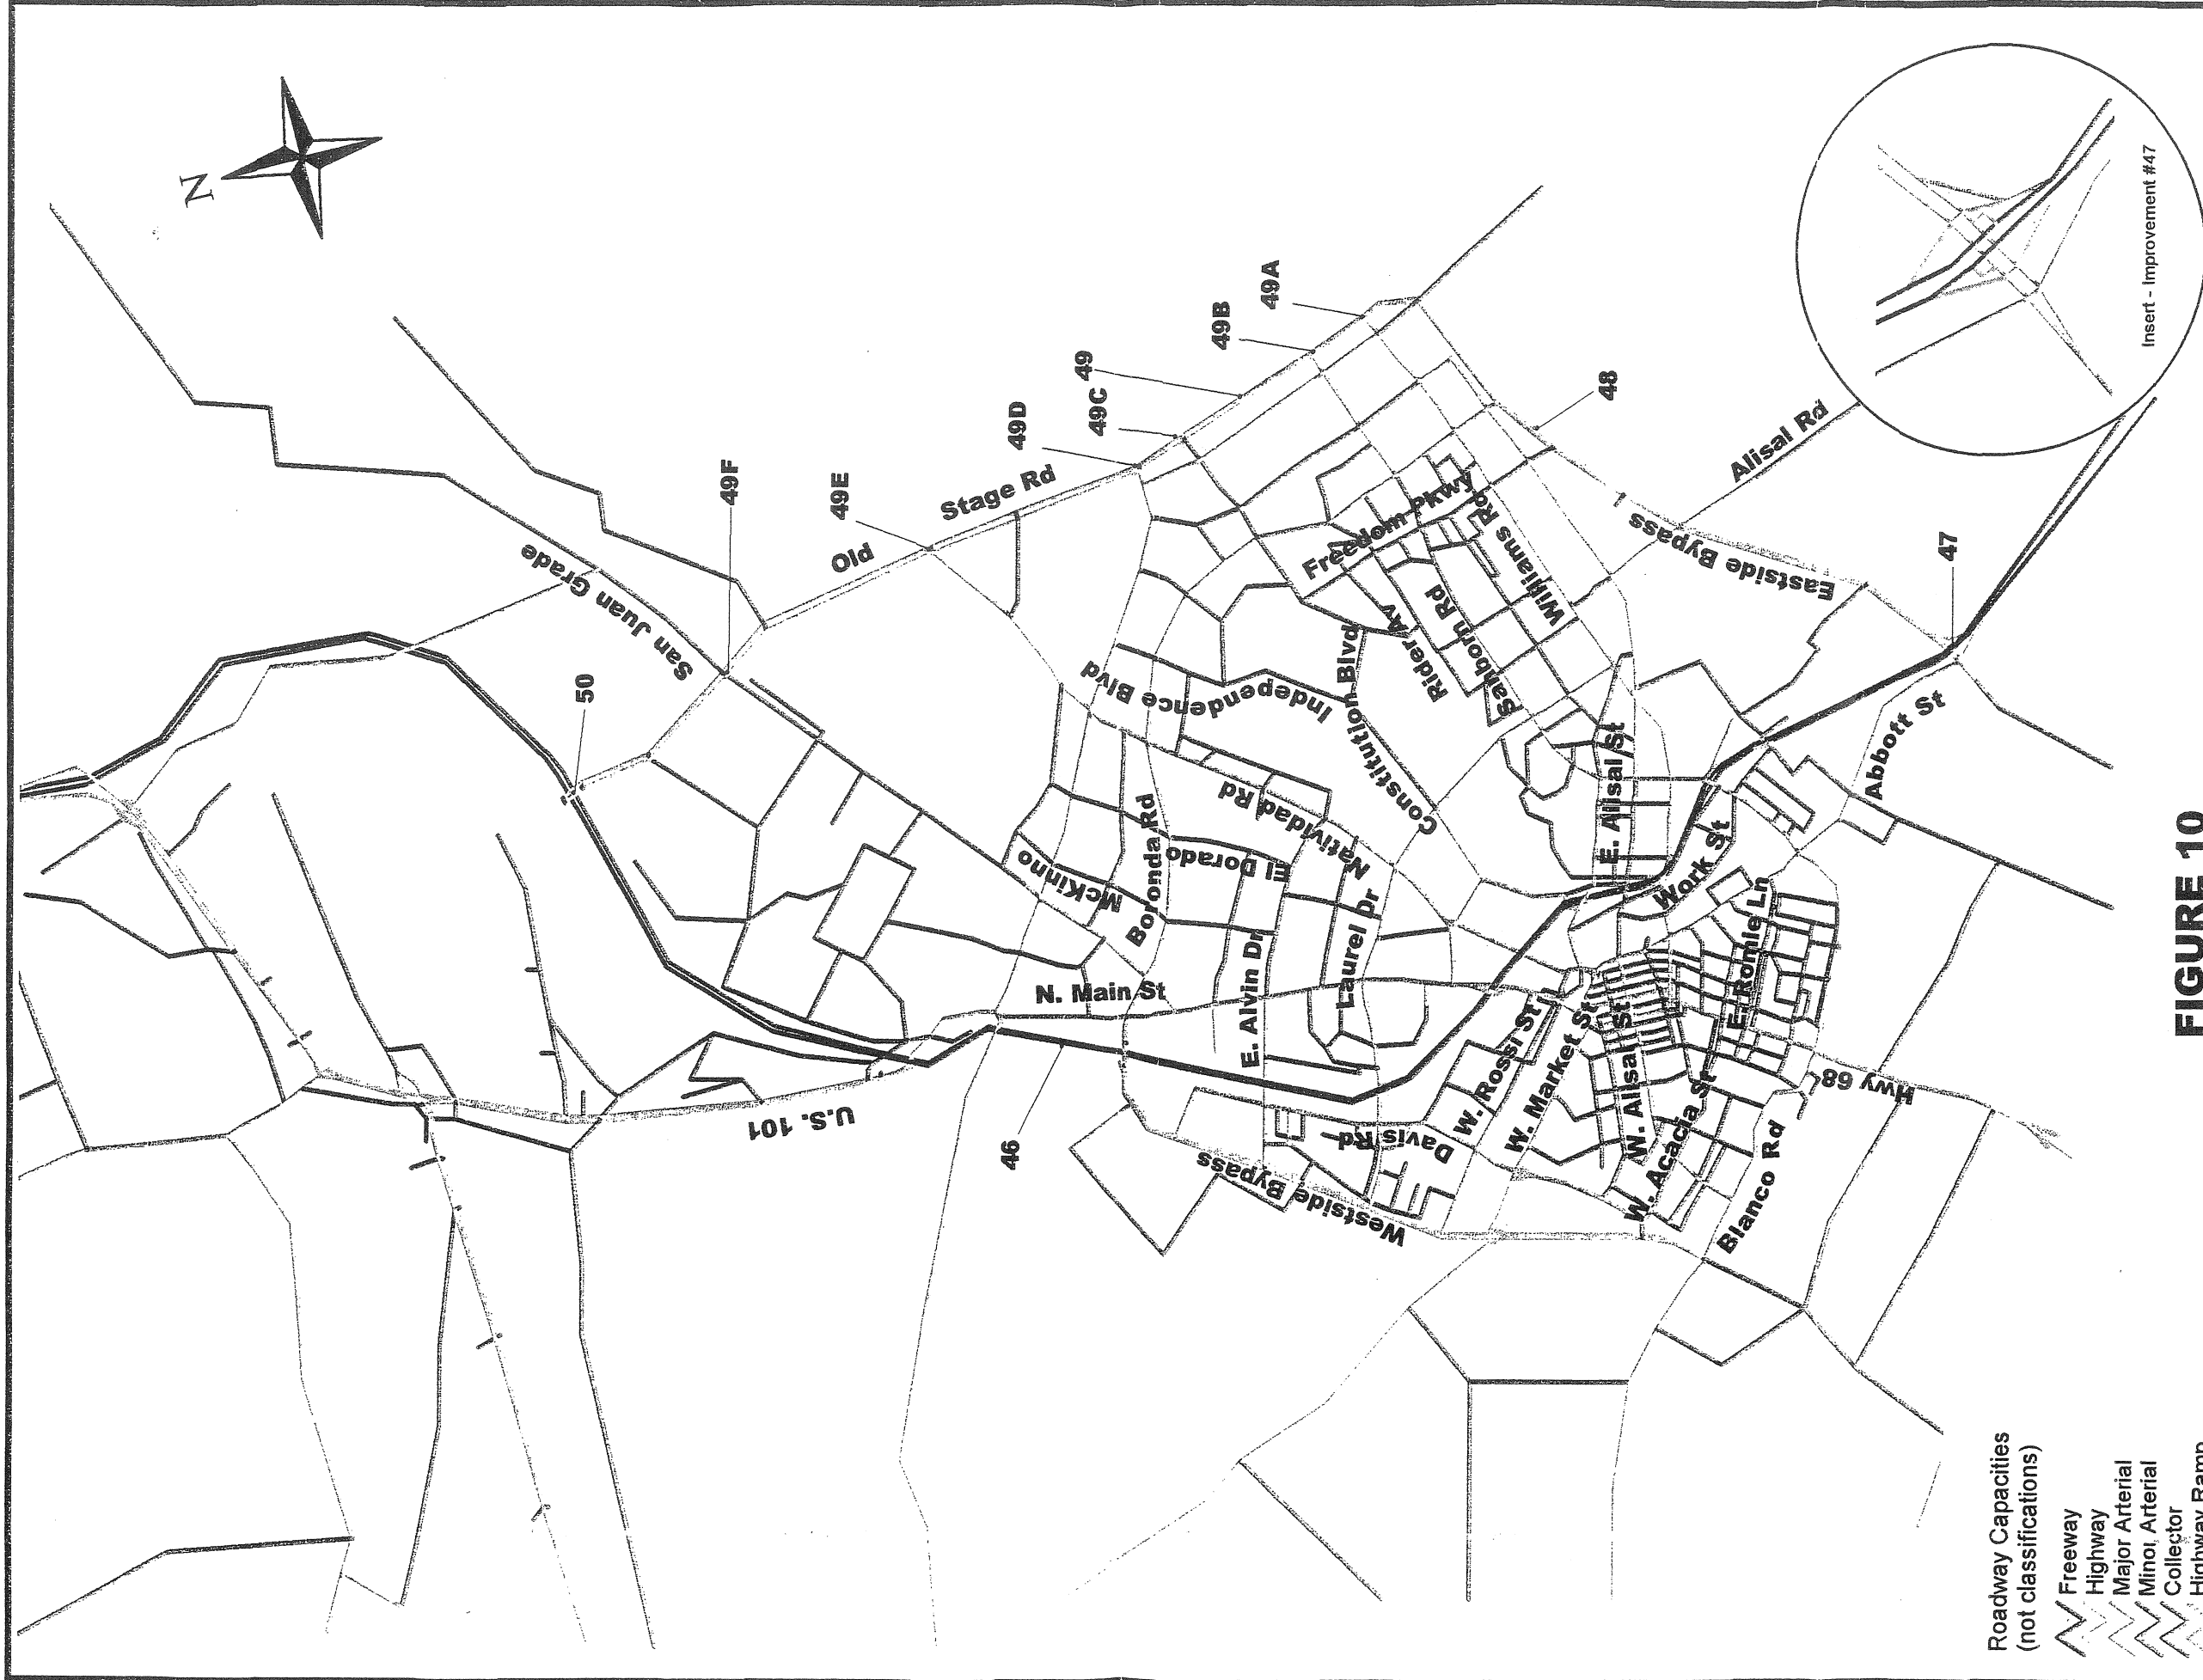 N
49F
49E
49D
49C
49
49B
49A
48
47
50
46
San Juan Grade
Old
Stage Rd
Alisal Rd
Eastside Bypass
Freedom Pkwy
Williams Rd
Sanborn Rd
Rider Av
Constitution Blvd
Independence Blvd
Natividad Rd
El Dorado
McKinno
Boronda Rd
N. Main St
E. Alvin Dr
Laurel Dr
E. Alisal St
Work St
Abbott St
E. Romie Ln
W. Rossi St
W. Market St
W. Alisal St
W. Acacia St
Blanco Rd
Hwy 68
Davis Rd
Westside Bypass
U.S. 101
Insert - Improvement #47
Roadway Capacities
(not classifications)
Freeway
Highway
Major Arterial
Minor Arterial
Collector
Highway Ramp
FIGURE 10